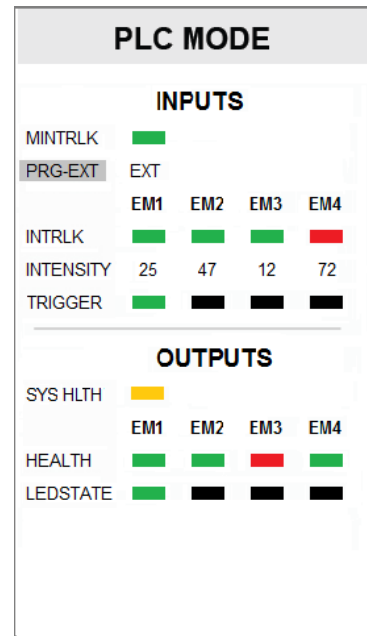 PLC MODE
INPUTS
MINTRLK
PRG-EXT EXT
EM1 EM2 EM3 EM4
INTRLK
INTENSITY 25 47 12 72
TRIGGER
OUTPUTS
SYS HLTH
EM1 EM2 EM3 EM4
HEALTH
LEDSTATE